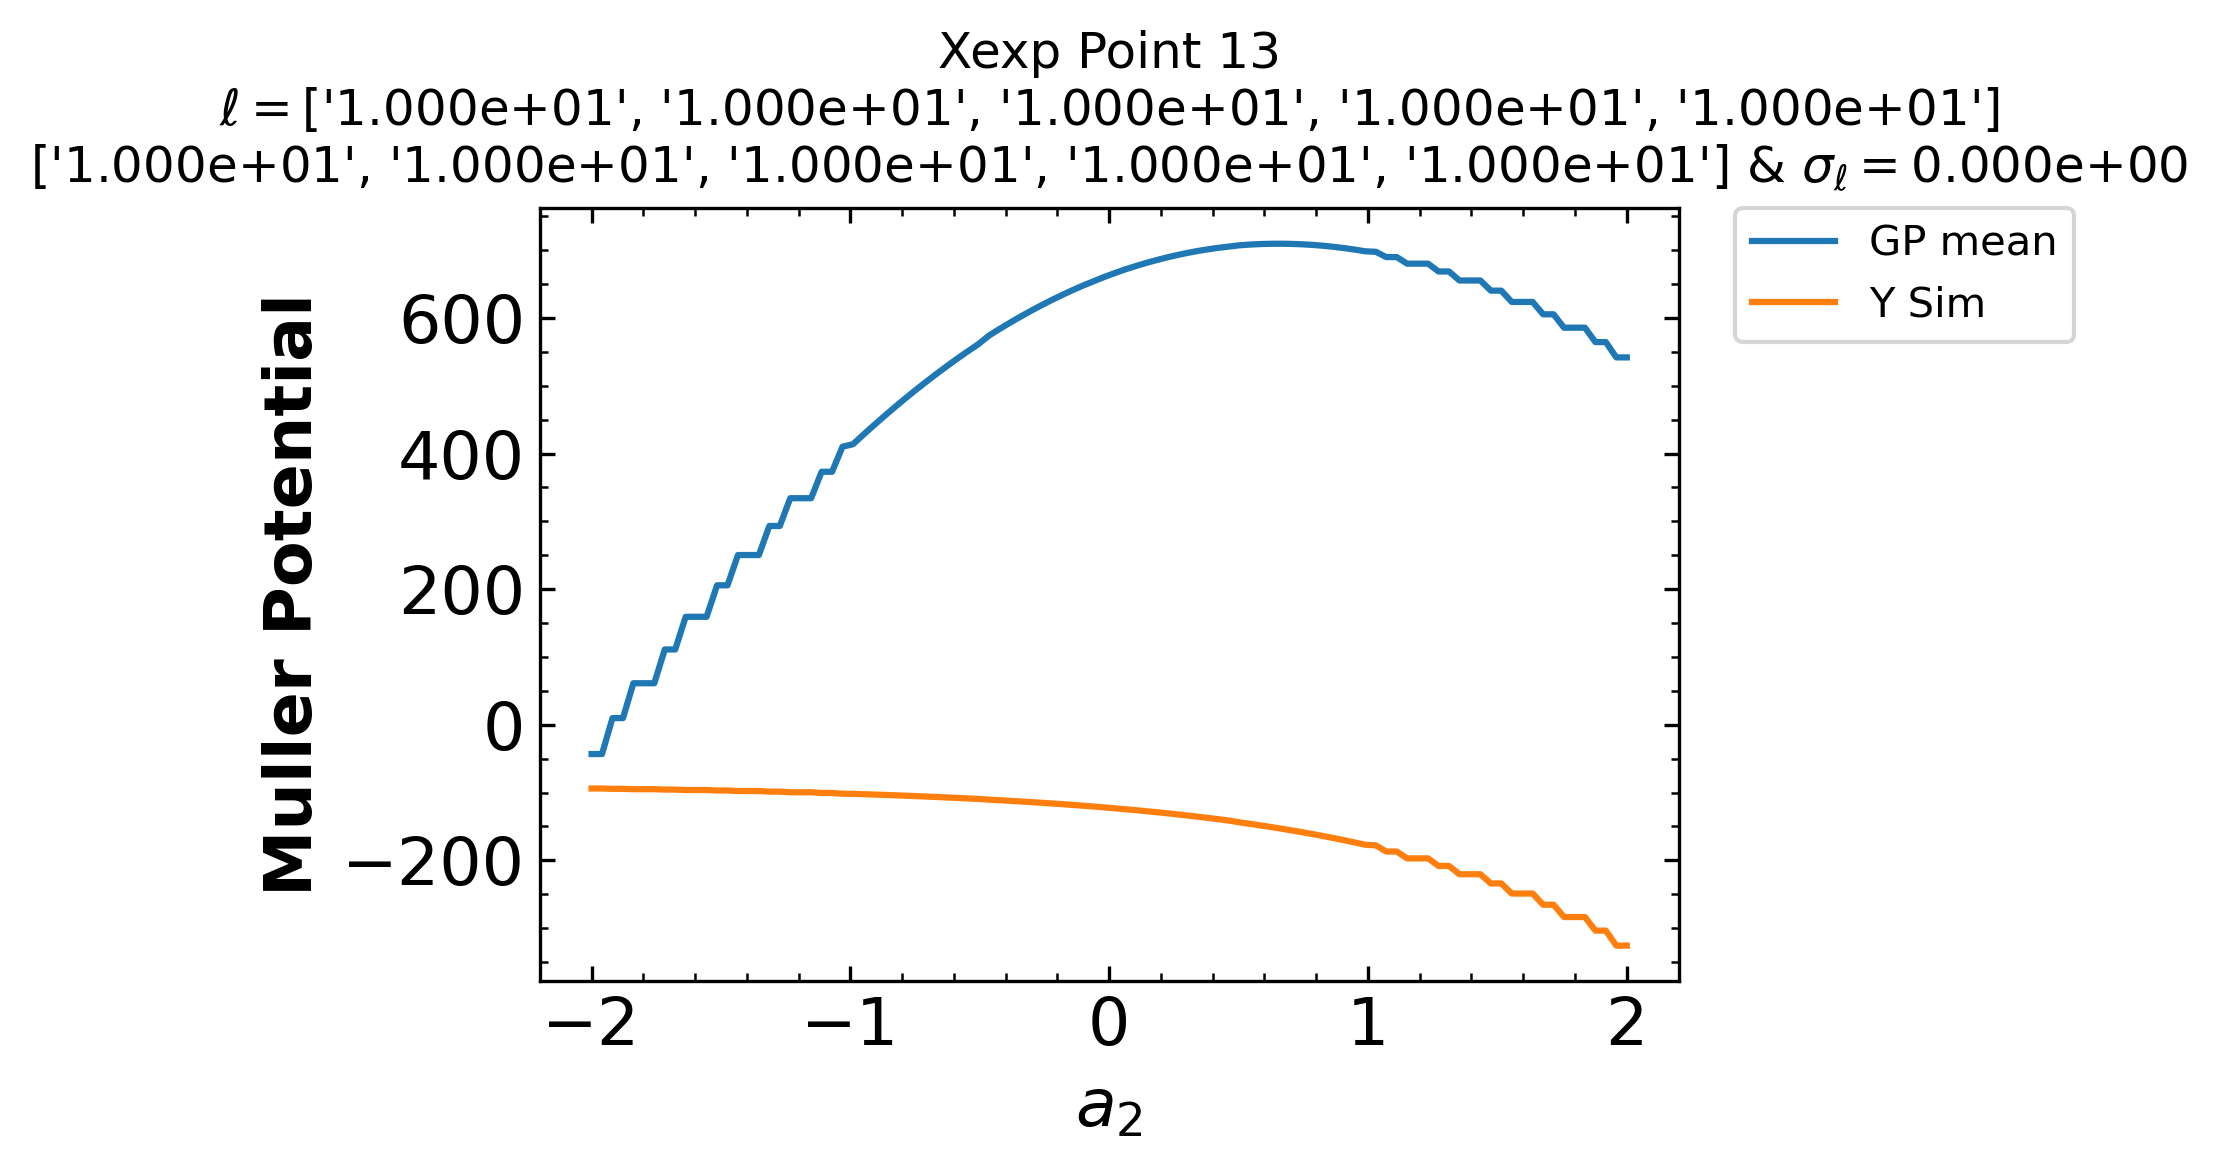 Xexp Point 13
ℓ = ['1.000e+01', '1.000e+01', '1.000e+01', '1.000e+01', '1.000e+01']
['1.000e+01', '1.000e+01', '1.000e+01', '1.000e+01', '1.000e+01'] & σℓ = 0.000e+00
GP mean
Y Sim
Muller Potential
600
400
200
0
−200
−2 −1 0 1 2
a₂